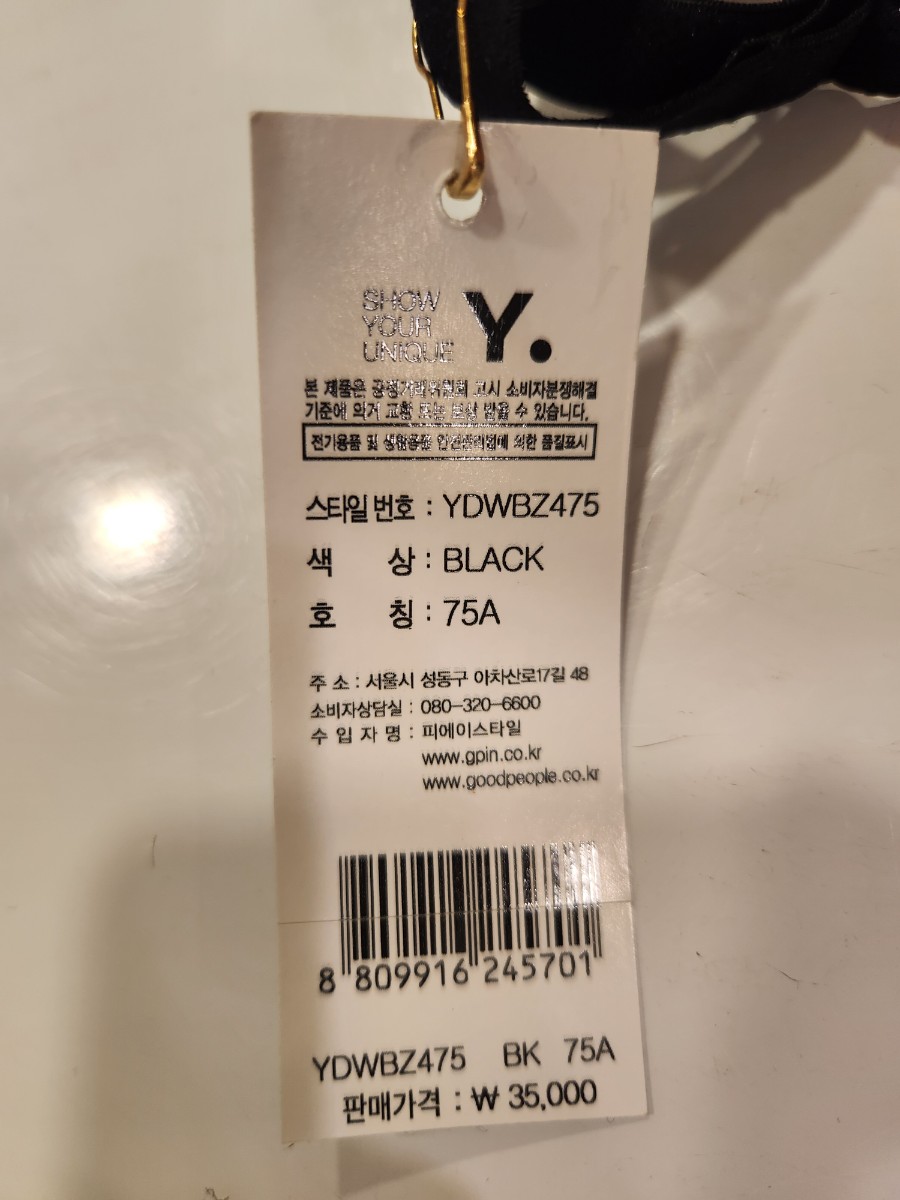 SHOW
YOUR
UNIQUE
Y.
본 제품은 공정거래위원회 고시 소비자분쟁해결
기준에 의거 교환 또는 보상 받을 수 있습니다.
전기용품 및 생활용품 안전관리법에 의한 품질표시
스타일번호 : YDWBZ475
색 상 : BLACK
호 칭 : 75A
주 소 : 서울시 성동구 아차산로17길 48
소비자상담실 : 080-320-6600
수 입 자 명 : 피에이스타일
www.gpin.co.kr
www.goodpeople.co.kr
8 809916 245701
YDWBZ475 BK 75A
판매가격 : ₩ 35,000